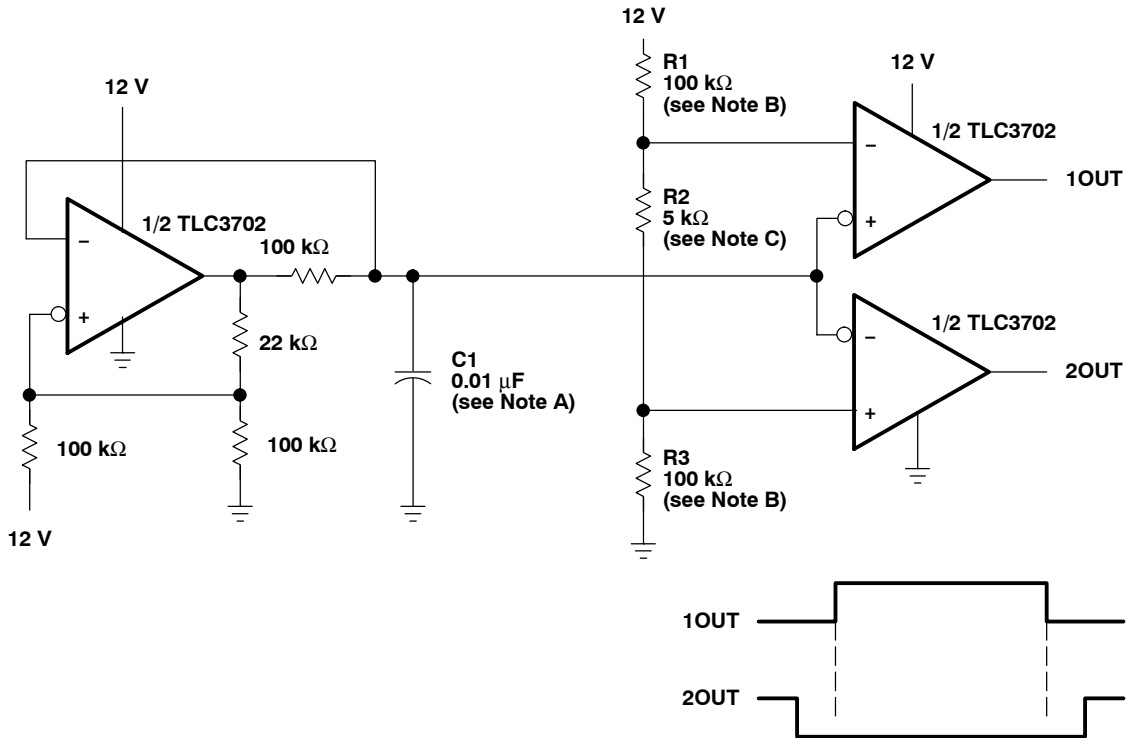 12 V
12 V
R1
100 kΩ
(see Note B)
12 V
1/2 TLC3702
−
+
1OUT
1/2 TLC3702
−
+
100 kΩ
R2
5 kΩ
(see Note C)
22 kΩ
C1
0.01 μF
(see Note A)
1/2 TLC3702
−
+
2OUT
100 kΩ
100 kΩ
R3
100 kΩ
(see Note B)
12 V
1OUT
2OUT